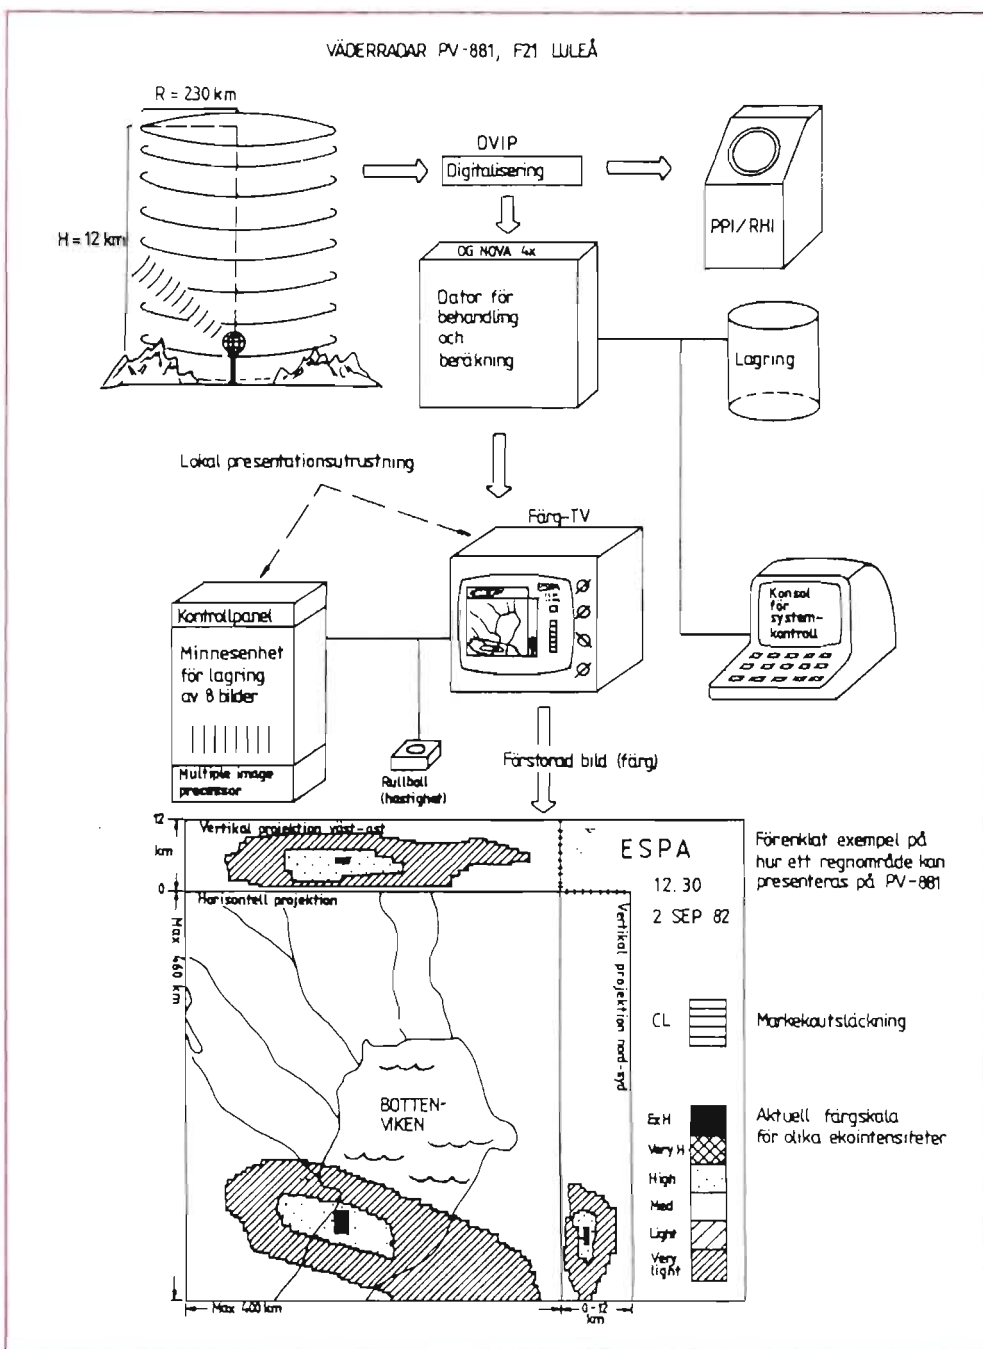 VÄDERRADAR PV-881, F21 LULEÅ
R = 230 km
H = 12 km
DVIP
Digitalisering
PPI/RHI
DG NOVA 4x
Dator för
behandling
och
beräkning
Lagring
Lokal presentationsutrustning
Färg-TV
Kontrollpanel
Minnesenhet
för lagring
av 8 bilder
Multiple image
processor
Rullboll
(hastighet)
Konsol
för
system-
kontroll
Förstorad bild (färg)
12
km
0
Vertikal projektion väst-ost
Horisontell projektion
Max 460 km
Vertikal projektion nord-syd
BOTTEN-
VIKEN
Max 400 km
0-12
km
ESPA
12.30
2 SEP 82
CL
Ex H
Very H
High
Med
Light
Very
light
Förenklat exempel på
hur ett regnområde kan
presenteras på PV-881
Markekoutsläckning
Aktuell färgskala
för olika ekointensiteter